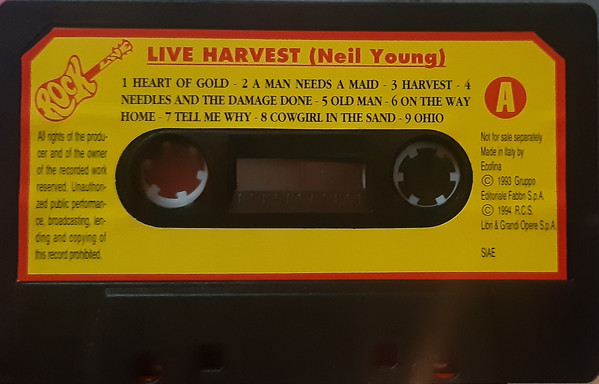 ROCK
LIVE HARVEST (Neil Young)
1 HEART OF GOLD - 2 A MAN NEEDS A MAID - 3 HARVEST - 4
NEEDLES AND THE DAMAGE DONE - 5 OLD MAN - 6 ON THE WAY
HOME - 7 TELL ME WHY - 8 COWGIRL IN THE SAND - 9 OHIO
A
All rights of the produ-
cer and of the owner
of the recorded work
reserved. Unauthori-
zed public performan-
ce, broadcasting, len-
ding and copying of
this record prohibited.
Not for sale seperately
Made in Italy by
Ecofina
© 1993 Gruppo
Editoriale Fabbri S.p.A.
© 1994 R.C.S.
Libri & Grandi Opere S.p.A.
SIAE